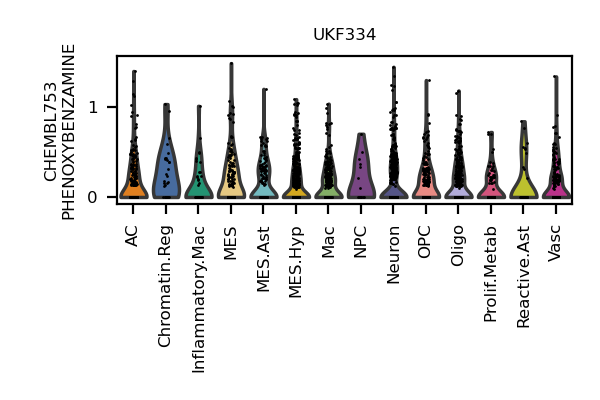 UKF334
CHEMBL753
PHENOXYBENZAMINE
1
0
AC
Chromatin.Reg
Inflammatory.Mac
MES
MES.Ast
MES.Hyp
Mac
NPC
Neuron
OPC
Oligo
Prolif.Metab
Reactive.Ast
Vasc